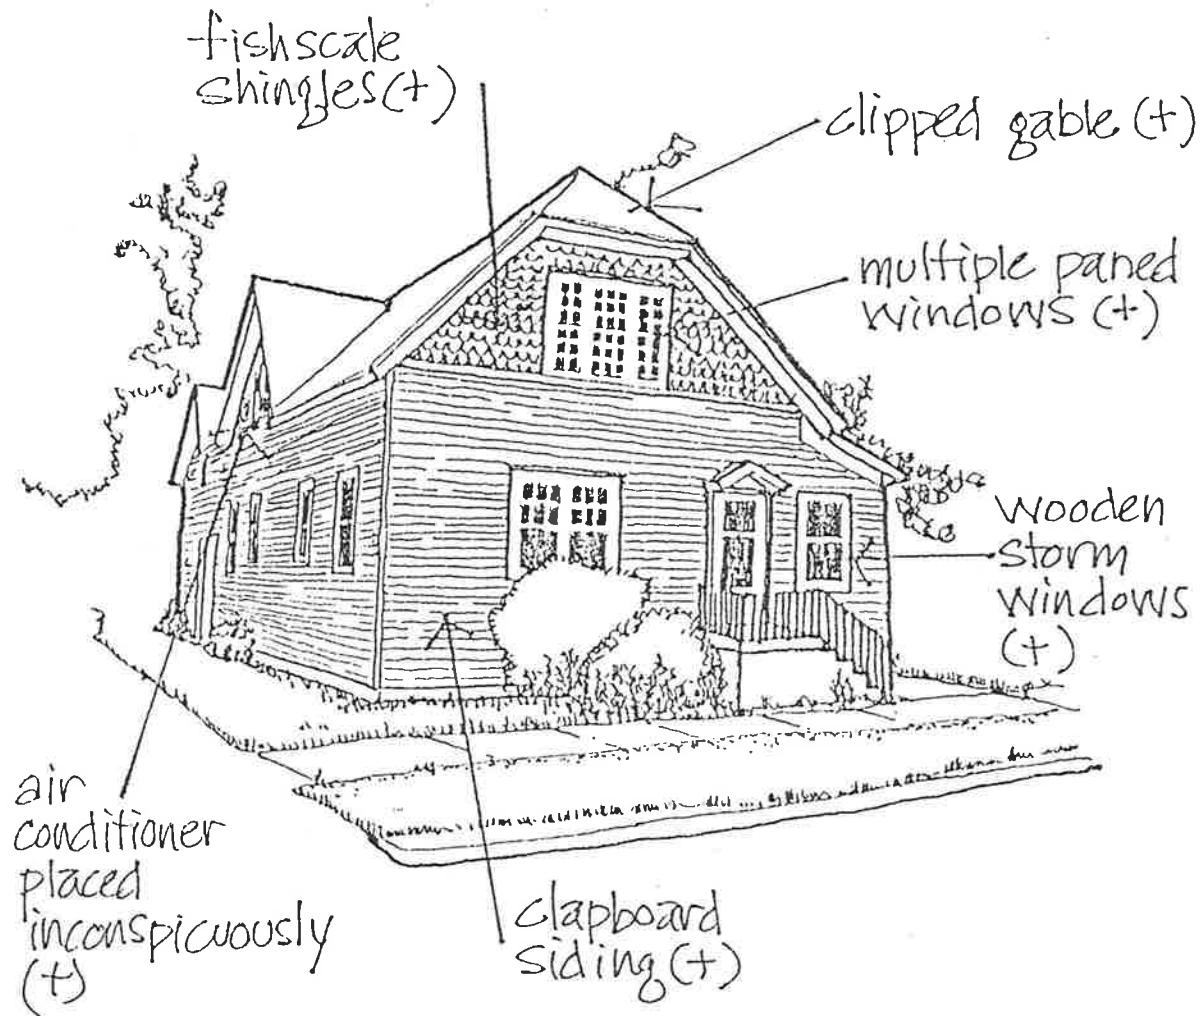 fishscale
shingles (+)
clipped gable (+)
multiple paned
windows (+)
wooden
storm
windows
(+)
air
conditioner
placed
inconspicuously
(+)
clapboard
siding (+)